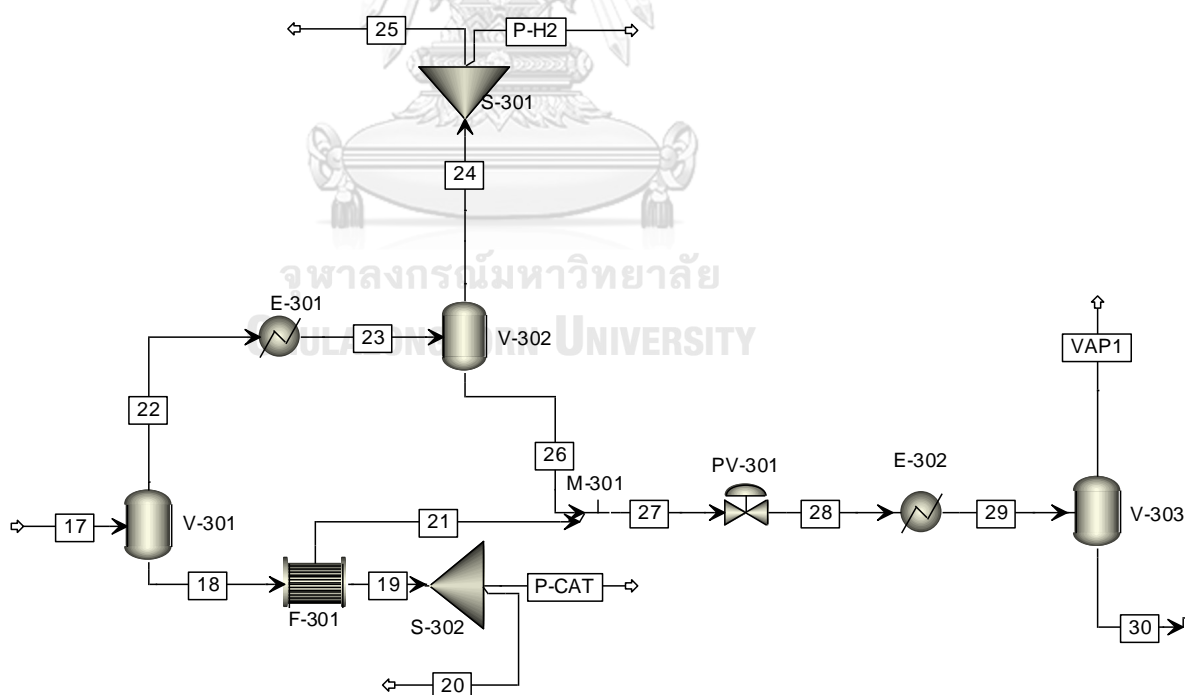 25
P-H2
S-301
24
จุฬาลงกรณ์มหาวิทยาลัย
CHULALONGKORN UNIVERSITY
E-301
23
V-302
VAP1
22
26
M-301
PV-301
E-302
17
V-301
21
27
28
29
V-303
18
F-301
19
S-302
P-CAT
20
30